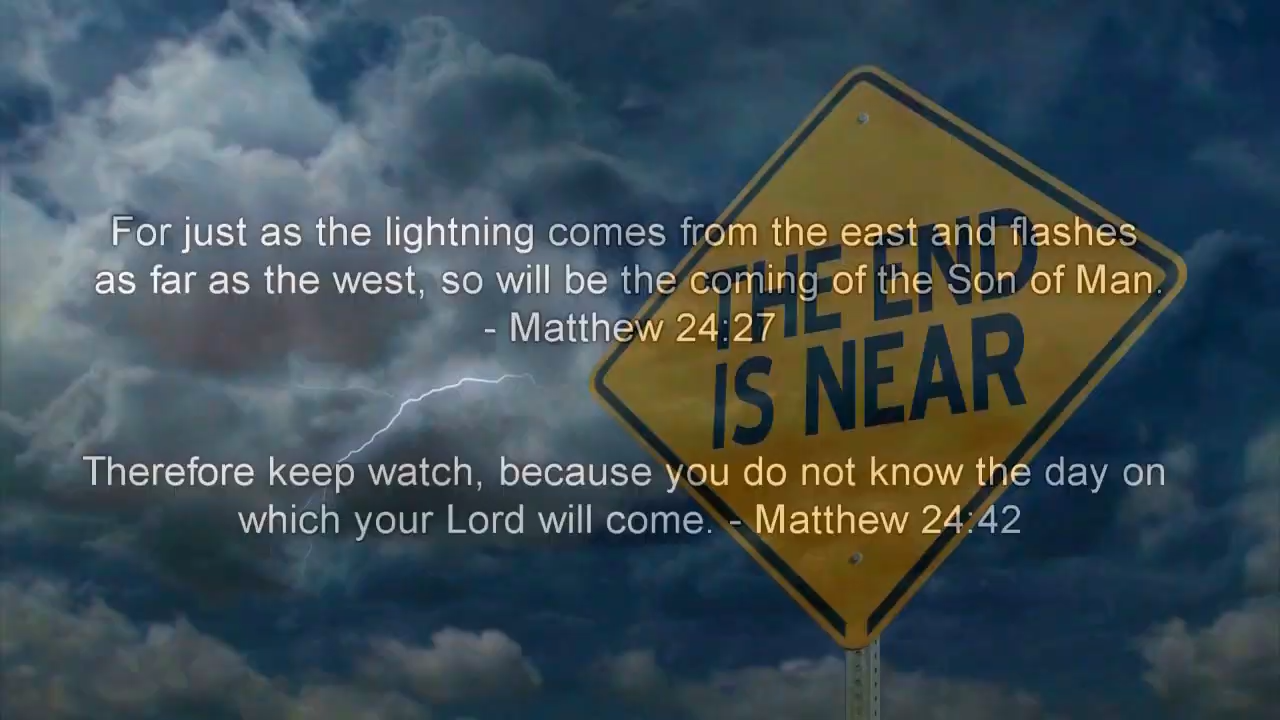 For just as the lightning comes from the east and flashes
as far as the west, so will be the coming of the Son of Man.
- Matthew 24:27
THE END
IS NEAR
Therefore keep watch, because you do not know the day on
which your Lord will come. - Matthew 24:42